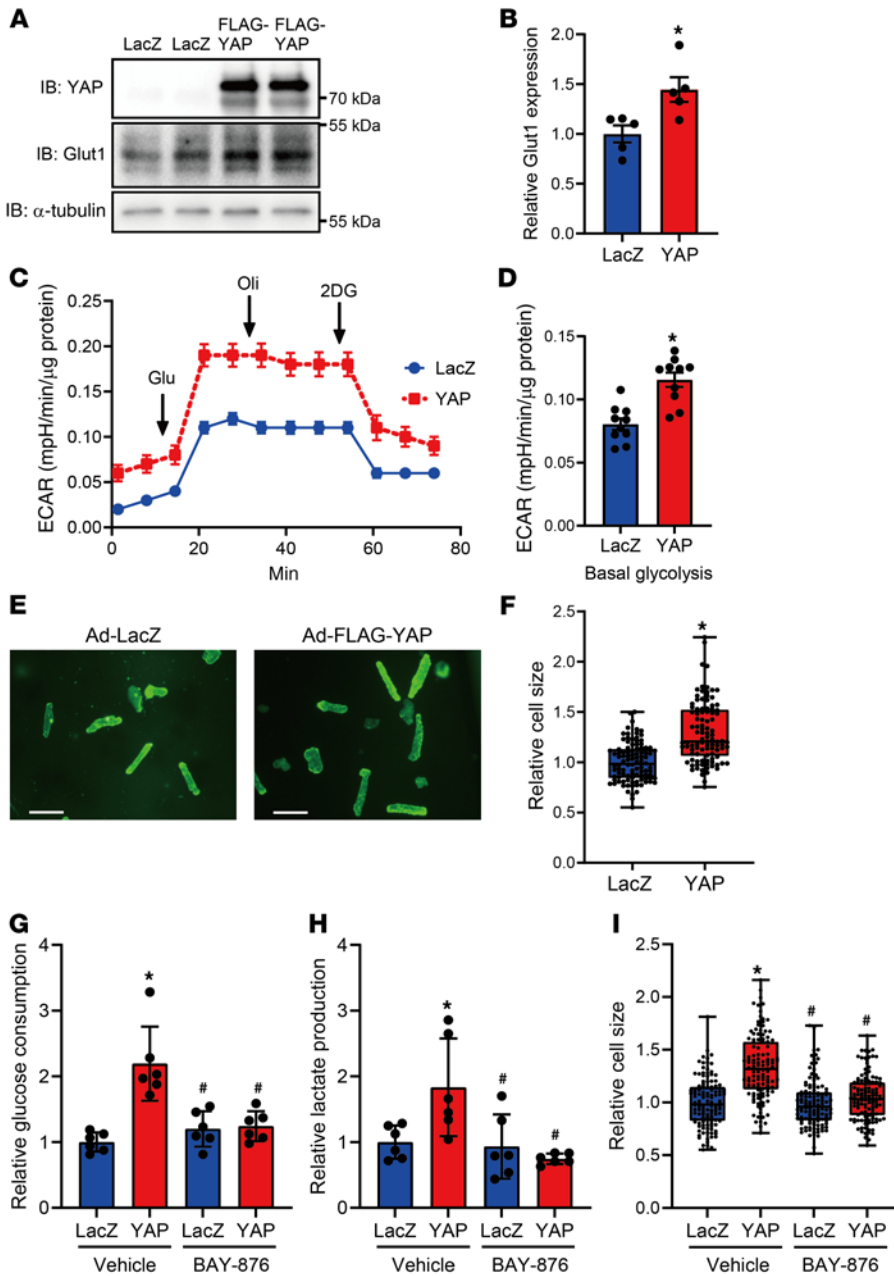 A
LacZ LacZ FLAG-YAP FLAG-YAP
IB: YAP
70 kDa
55 kDa
IB: Glut1
IB: α-tubulin
55 kDa
B
Relative Glut1 expression
2.0
1.5
1.0
0.5
0.0
*
LacZ YAP
C
ECAR (mpH/min/μg protein)
0.25
0.20
0.15
0.10
0.05
0.00
Glu
Oli
2DG
LacZ
YAP
0 20 40 60 80
Min
D
ECAR (mpH/min/μg protein)
0.15
0.10
0.05
0.00
*
LacZ YAP
Basal glycolysis
E
Ad-LacZ
Ad-FLAG-YAP
F
Relative cell size
2.5
2.0
1.5
1.0
0.5
0.0
*
LacZ YAP
G
Relative glucose consumption
4
3
2
1
0
*
# #
LacZ YAP LacZ YAP
Vehicle BAY-876
H
Relative lactate production
4
3
2
1
0
*
#
#
LacZ YAP LacZ YAP
Vehicle BAY-876
I
Relative cell size
2.5
2.0
1.5
1.0
0.5
0.0
*
#
#
LacZ YAP LacZ YAP
Vehicle BAY-876